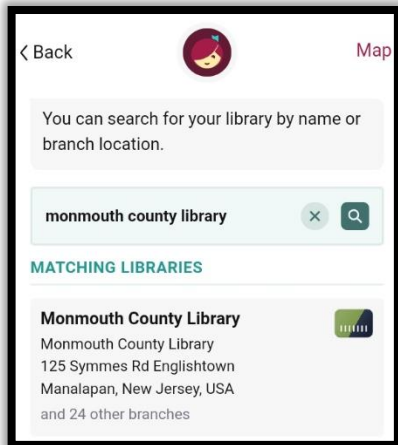 Back
Map
You can search for your library by name or
branch location.
monmouth county library
MATCHING LIBRARIES
Monmouth County Library
Monmouth County Library
125 Symmes Rd Englishtown
Manalapan, New Jersey, USA
and 24 other branches